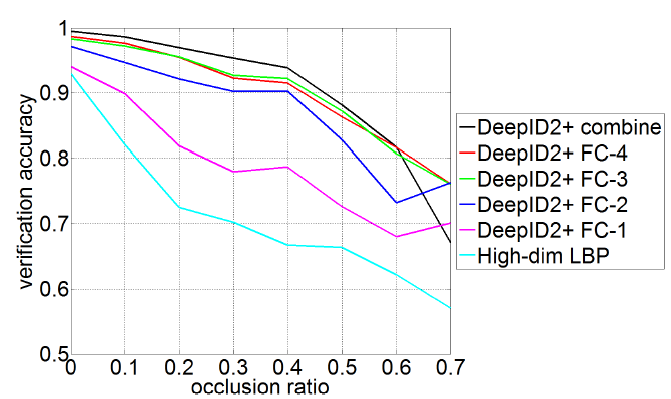 1
0.9
0.8
0.7
0.6
0.5
verification accuracy
0 0.1 0.2 0.3 0.4 0.5 0.6 0.7
occlusion ratio
DeepID2+ combine
DeepID2+ FC-4
DeepID2+ FC-3
DeepID2+ FC-2
DeepID2+ FC-1
High-dim LBP